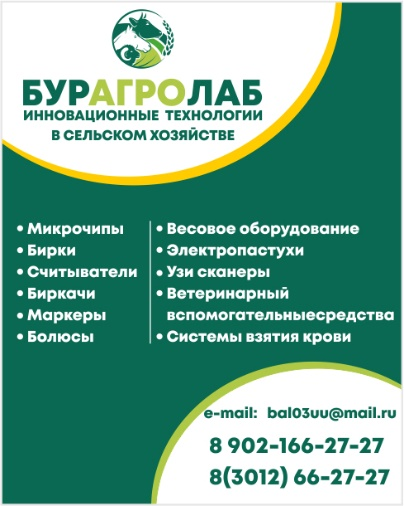 БУРАГРОЛАБ
ИННОВАЦИОННЫЕ ТЕХНОЛОГИИ
В СЕЛЬСКОМ ХОЗЯЙСТВЕ
• Микрочипы
• Бирки
• Считыватели
• Биркачи
• Маркеры
• Болюсы
• Весовое оборудование
• Электропастухи
• Узи сканеры
• Ветеринарный
вспомогательныесредства
• Системы взятия крови
e-mail: bal03uu@mail.ru
8 902-166-27-27
8(3012) 66-27-27